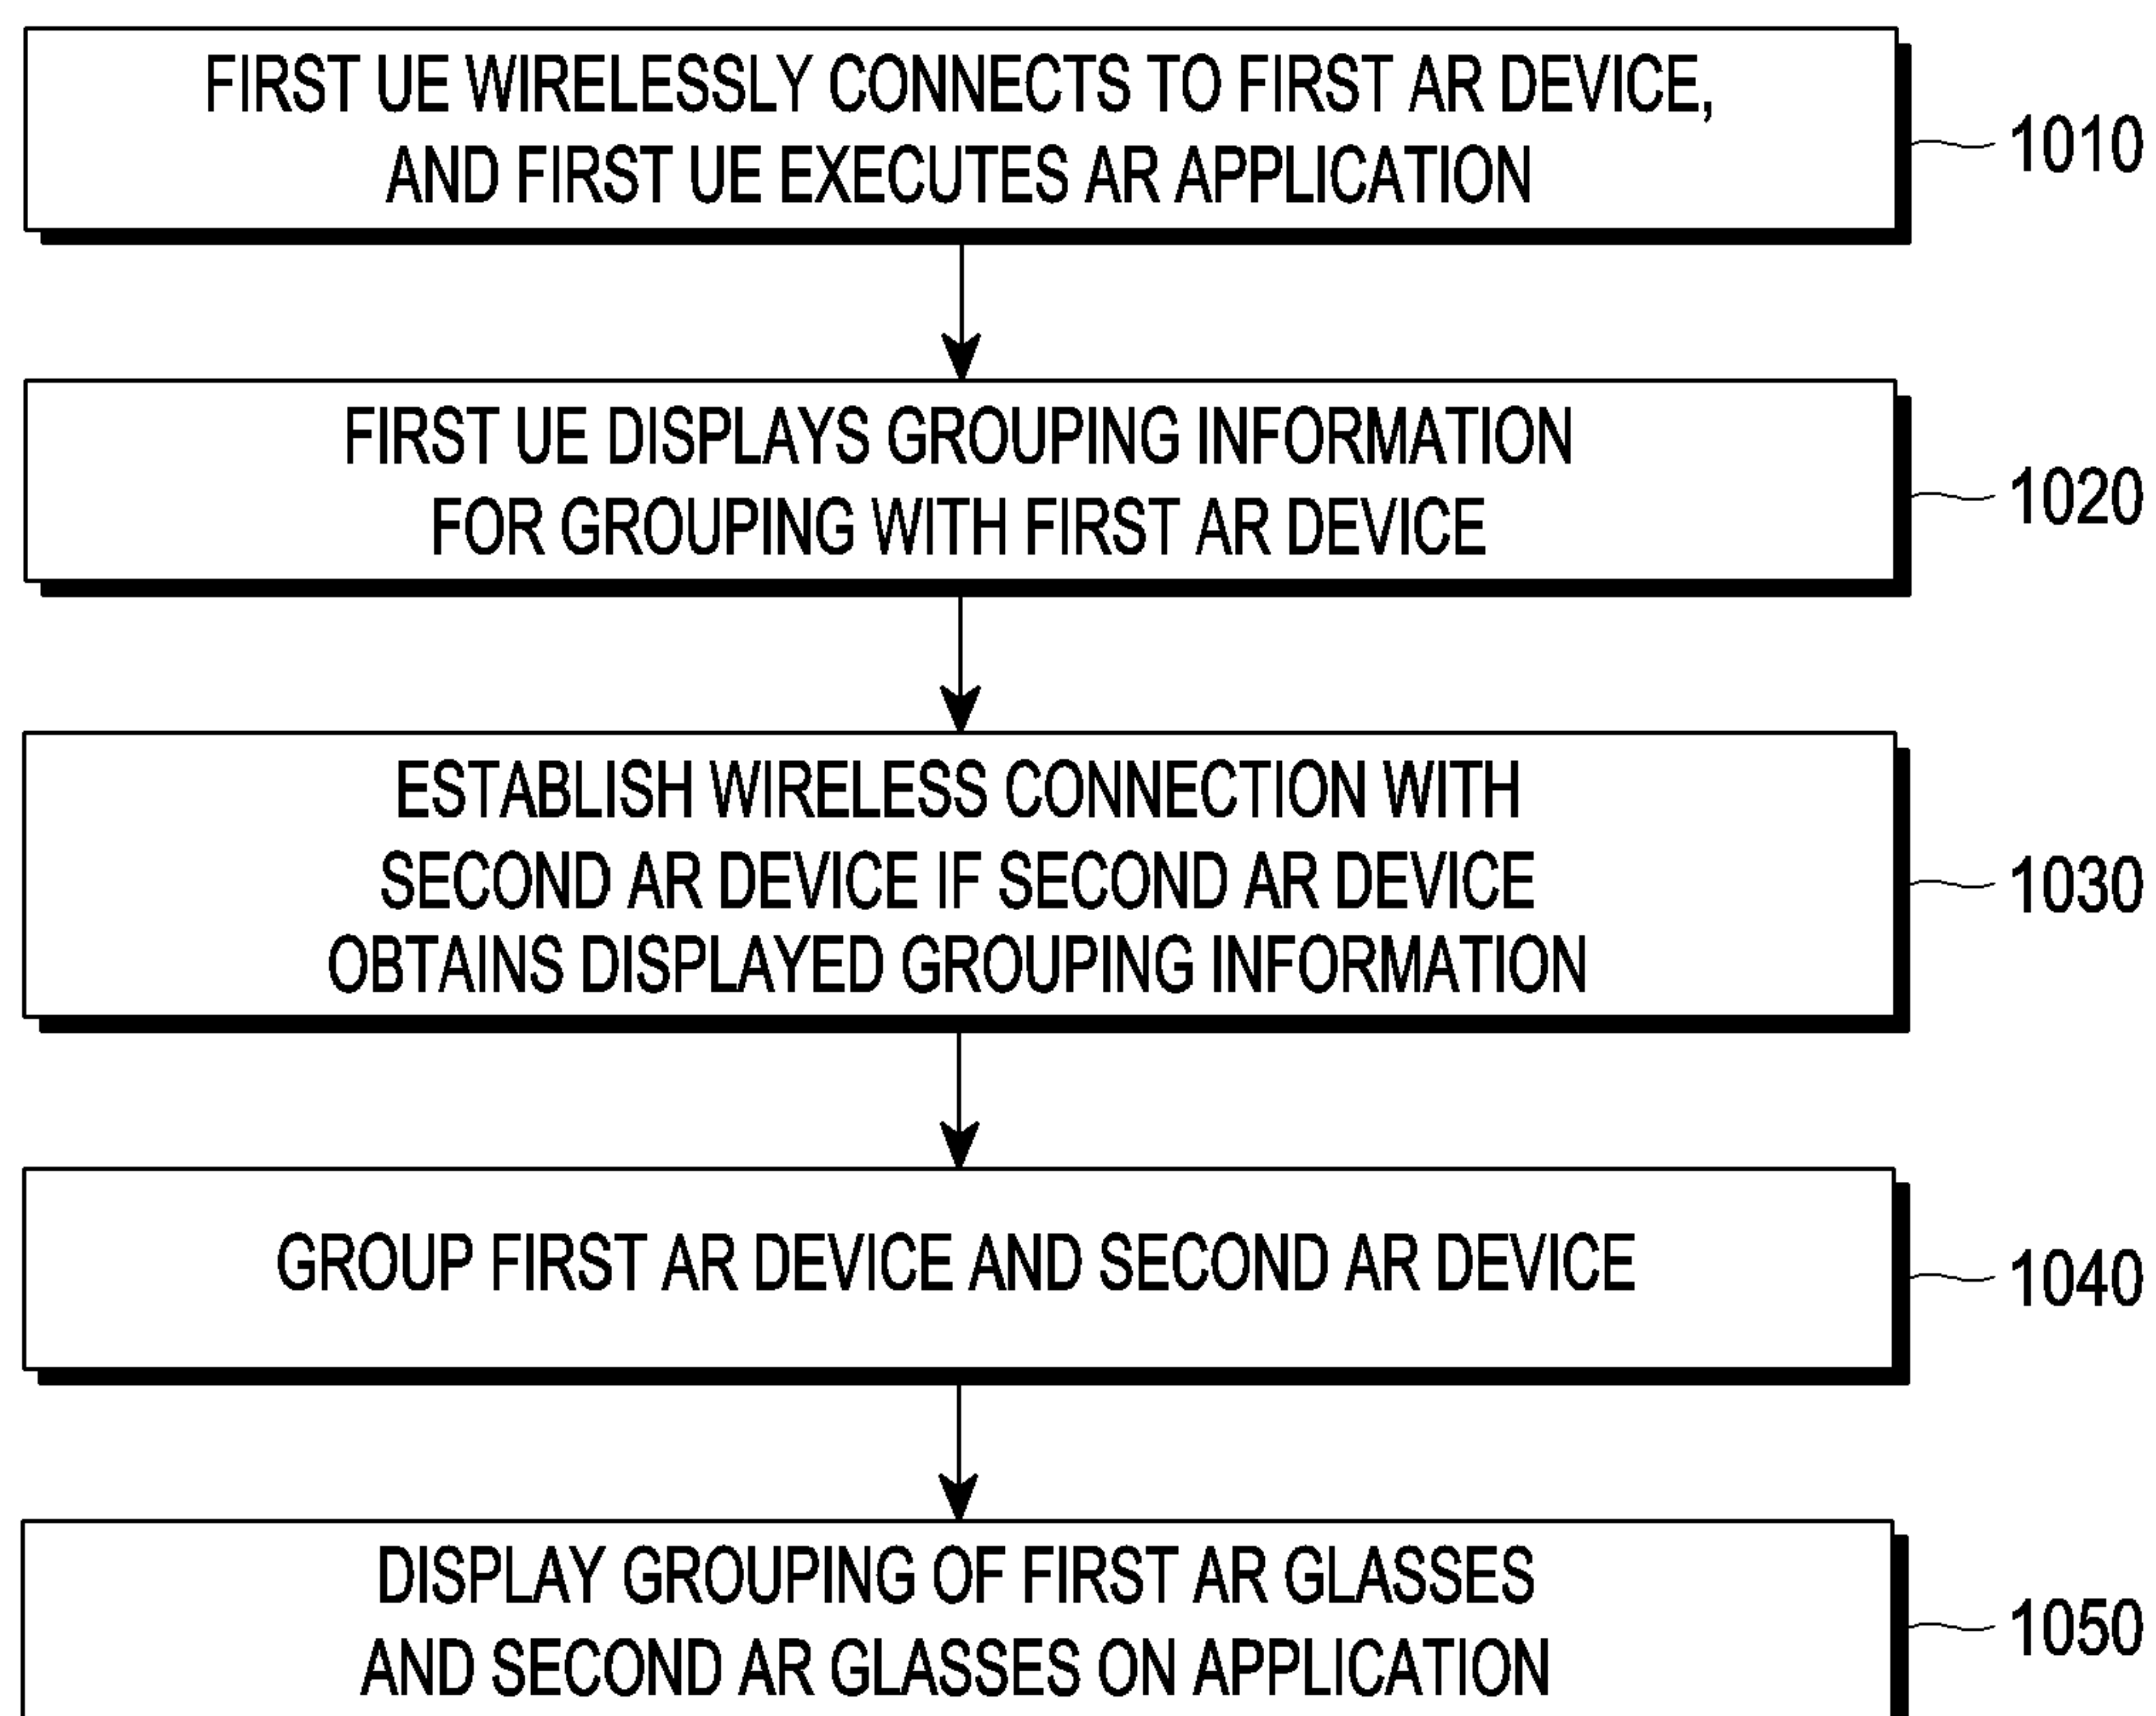 FIRST UE WIRELESSLY CONNECTS TO FIRST AR DEVICE,
AND FIRST UE EXECUTES AR APPLICATION
1010
FIRST UE DISPLAYS GROUPING INFORMATION
FOR GROUPING WITH FIRST AR DEVICE
1020
ESTABLISH WIRELESS CONNECTION WITH
SECOND AR DEVICE IF SECOND AR DEVICE
OBTAINS DISPLAYED GROUPING INFORMATION
1030
GROUP FIRST AR DEVICE AND SECOND AR DEVICE
1040
DISPLAY GROUPING OF FIRST AR GLASSES
AND SECOND AR GLASSES ON APPLICATION
1050